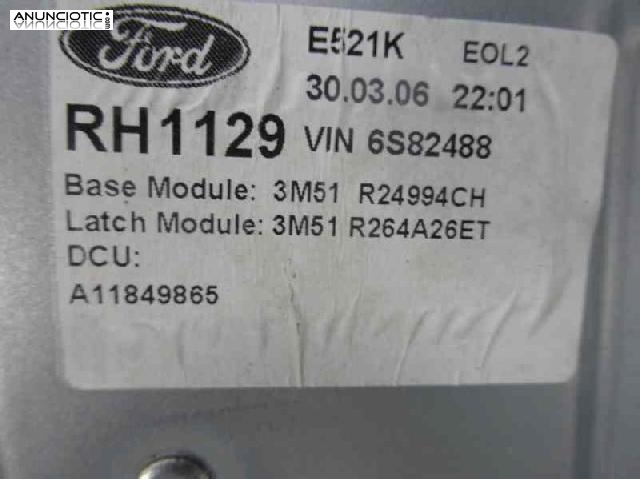 ANUNCIOTIC
Ford
E521K EOL2
30.03.06 22:01
RH1129 VIN 6S82488
Base Module: 3M51 R24994CH
Latch Module: 3M51 R264A26ET
DCU:
A11849865